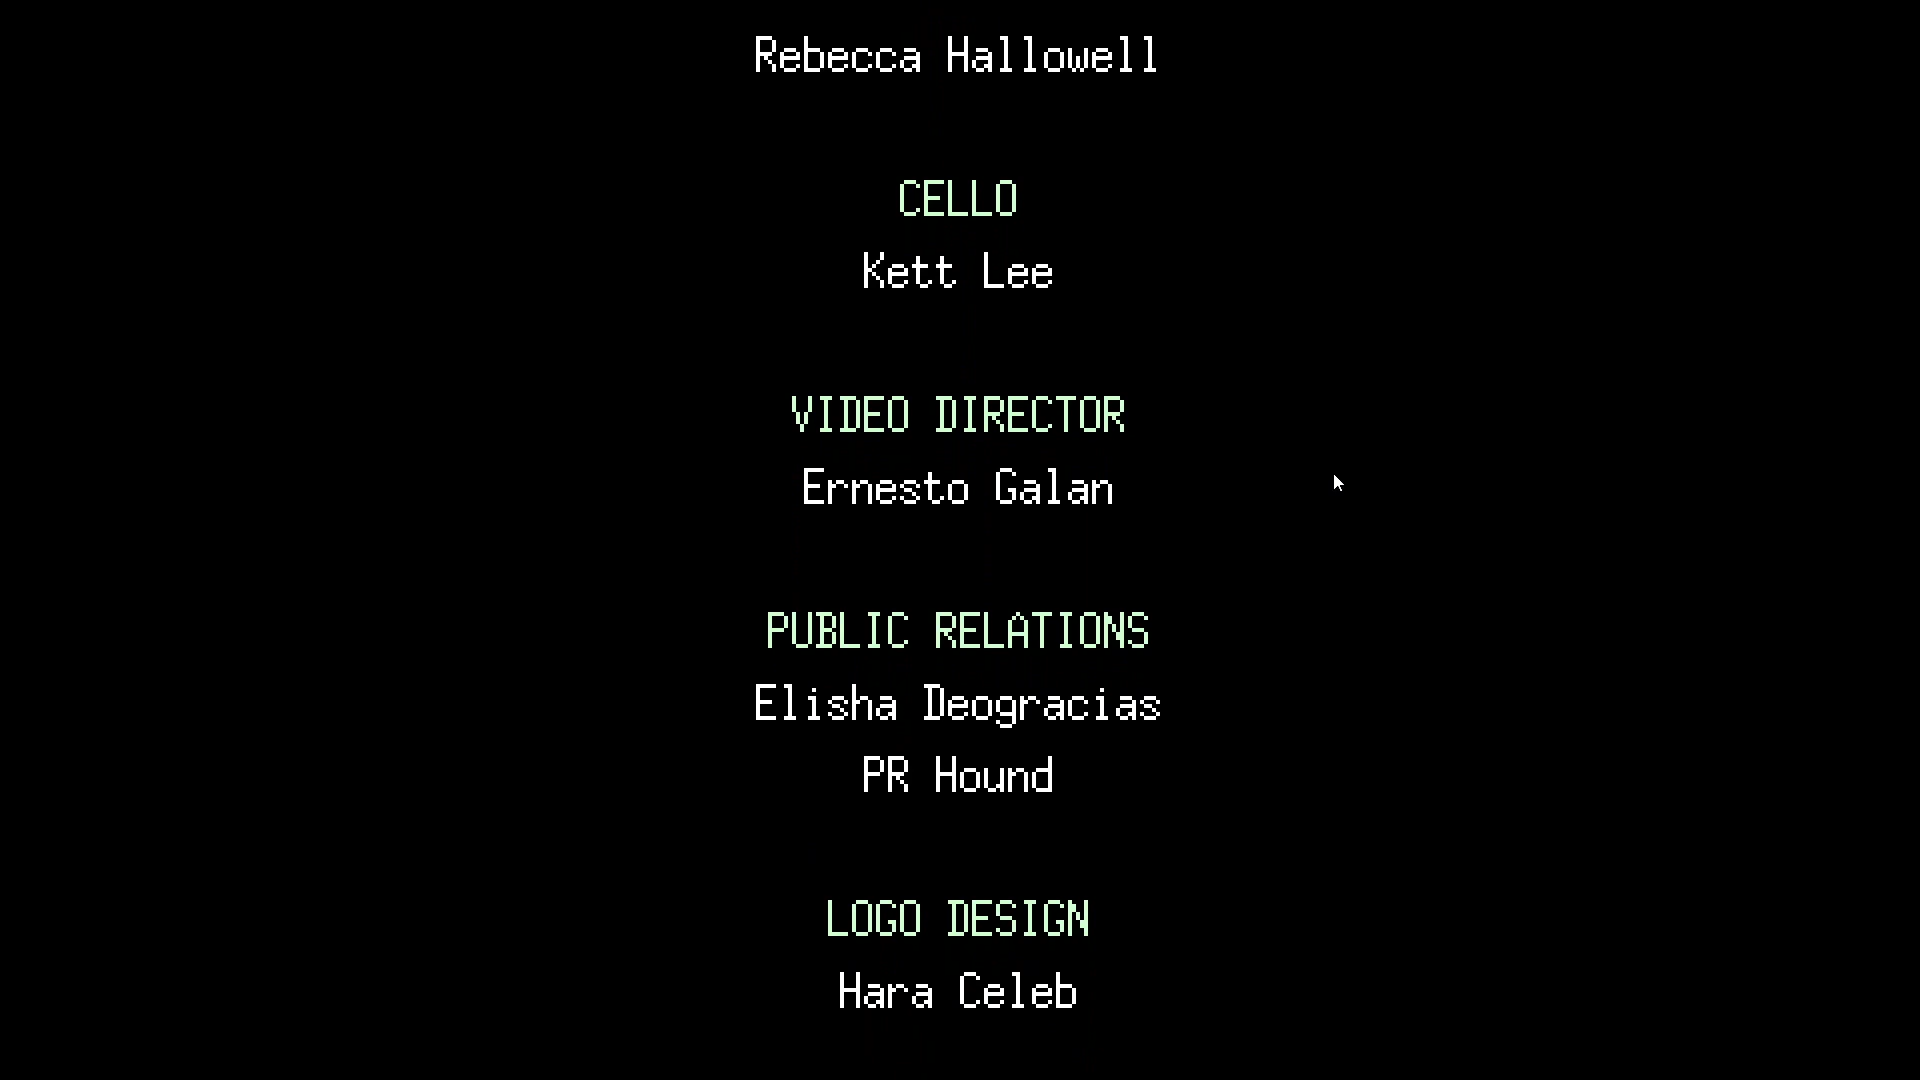 Rebecca Hallowell
CELLO
Kett Lee
VIDEO DIRECTOR
Ernesto Galan
PUBLIC RELATIONS
Elisha Deogracias
PR Hound
LOGO DESIGN
Hara Celeb